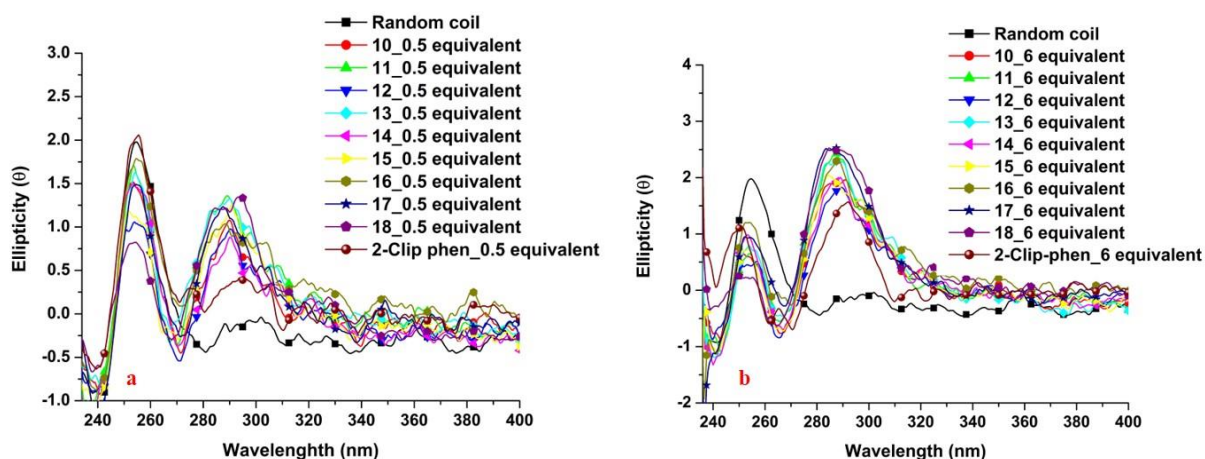 Random coil
10_0.5 equivalent
11_0.5 equivalent
12_0.5 equivalent
13_0.5 equivalent
14_0.5 equivalent
15_0.5 equivalent
16_0.5 equivalent
17_0.5 equivalent
18_0.5 equivalent
2-Clip phen_0.5 equivalent
Ellipticity (θ)
3.0
2.5
2.0
1.5
1.0
0.5
0.0
-0.5
-1.0
a
240 260 280 300 320 340 360 380 400
Wavelenghth (nm)
Random coil
10_6 equivalent
11_6 equivalent
12_6 equivalent
13_6 equivalent
14_6 equivalent
15_6 equivalent
16_6 equivalent
17_6 equivalent
18_6 equivalent
2-Clip-phen_6 equivalent
Ellipticity (θ)
4
2
0
-1
-2
b
240 260 280 300 320 340 360 380 400
Wavelength (nm)